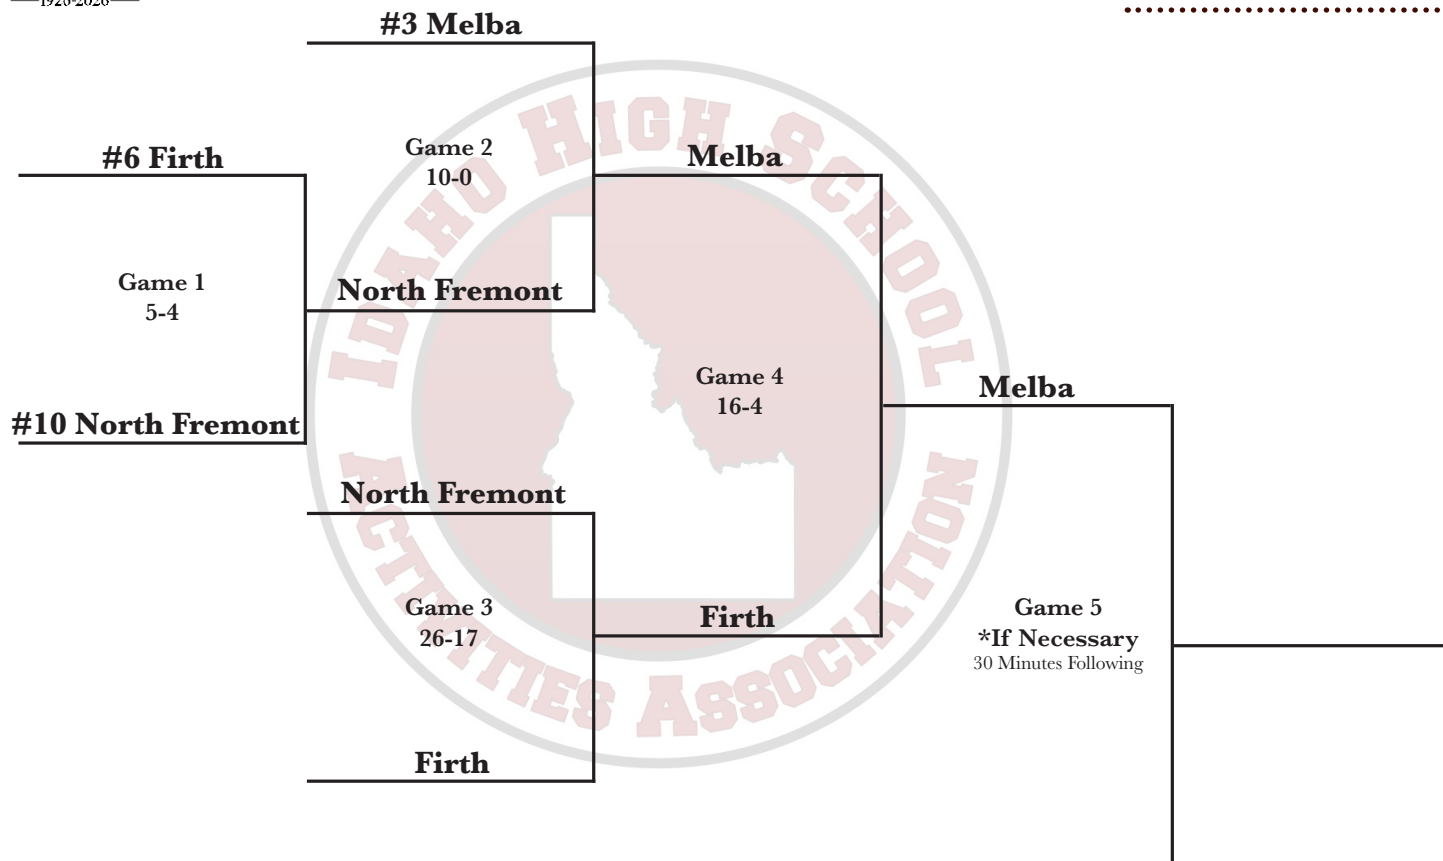 1926-2026
#3 Melba
#6 Firth
Game 2
10-0
Melba
Game 1
5-4
North Fremont
Game 4
16-4
Melba
#10 North Fremont
North Fremont
Game 3
26-17
Firth
Game 5
*If Necessary
30 Minutes Following
Firth
IDAHO HIGH SCHOOL
ACTIVITIES ASSOCIATION